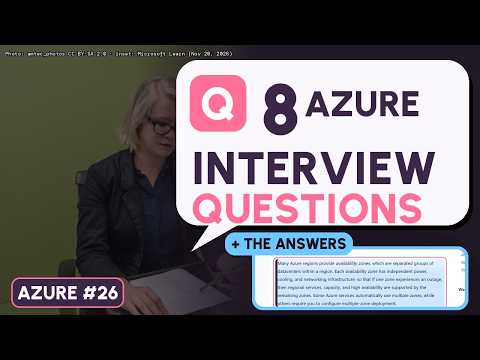 Photo: amtec_photos CC BY-SA 2.0 · Inset: Microsoft Learn (Nov 20, 2025)
Q
8 AZURE
INTERVIEW
QUESTIONS
+ THE ANSWERS
Many Azure regions provide availability zones, which are separated groups of
datacenters within a region. Each availability zone has independent power,
cooling, and networking infrastructure, so that if one zone experiences an outage,
then regional services, capacity, and high availability are supported by the
remaining zones. Some Azure services automatically use multiple zones, while
others require you to configure multiple zone deployment.
AZURE #26